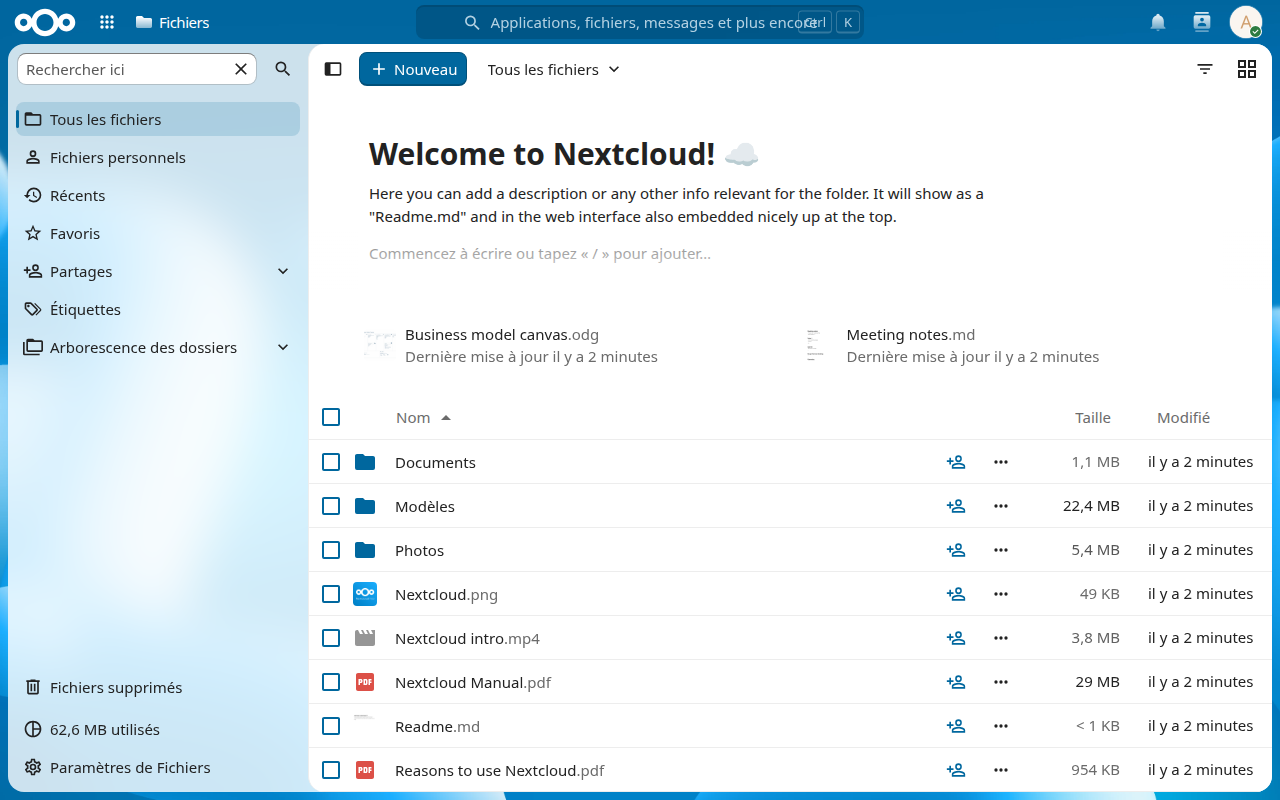 Fichiers
Applications, fichiers, messages et plus encore
Ctrl
K
A
Rechercher ici
Nouveau
Tous les fichiers
Tous les fichiers
Fichiers personnels
Récents
Favoris
Partages
Étiquettes
Arborescence des dossiers
Fichiers supprimés
62,6 MB utilisés
Paramètres de Fichiers
Welcome to Nextcloud! ☁️
Here you can add a description or any other info relevant for the folder. It will show as a
"Readme.md" and in the web interface also embedded nicely up at the top.
Commencez à écrire ou tapez « / » pour ajouter…
Business model canvas.odg
Dernière mise à jour il y a 2 minutes
Meeting notes.md
Dernière mise à jour il y a 2 minutes
Nom Taille Modifié
Documents 1,1 MB il y a 2 minutes
Modèles 22,4 MB il y a 2 minutes
Photos 5,4 MB il y a 2 minutes
Nextcloud.png 49 KB il y a 2 minutes
Nextcloud intro.mp4 3,8 MB il y a 2 minutes
PDF Nextcloud Manual.pdf 29 MB il y a 2 minutes
Readme.md < 1 KB il y a 2 minutes
PDF Reasons to use Nextcloud.pdf 954 KB il y a 2 minutes